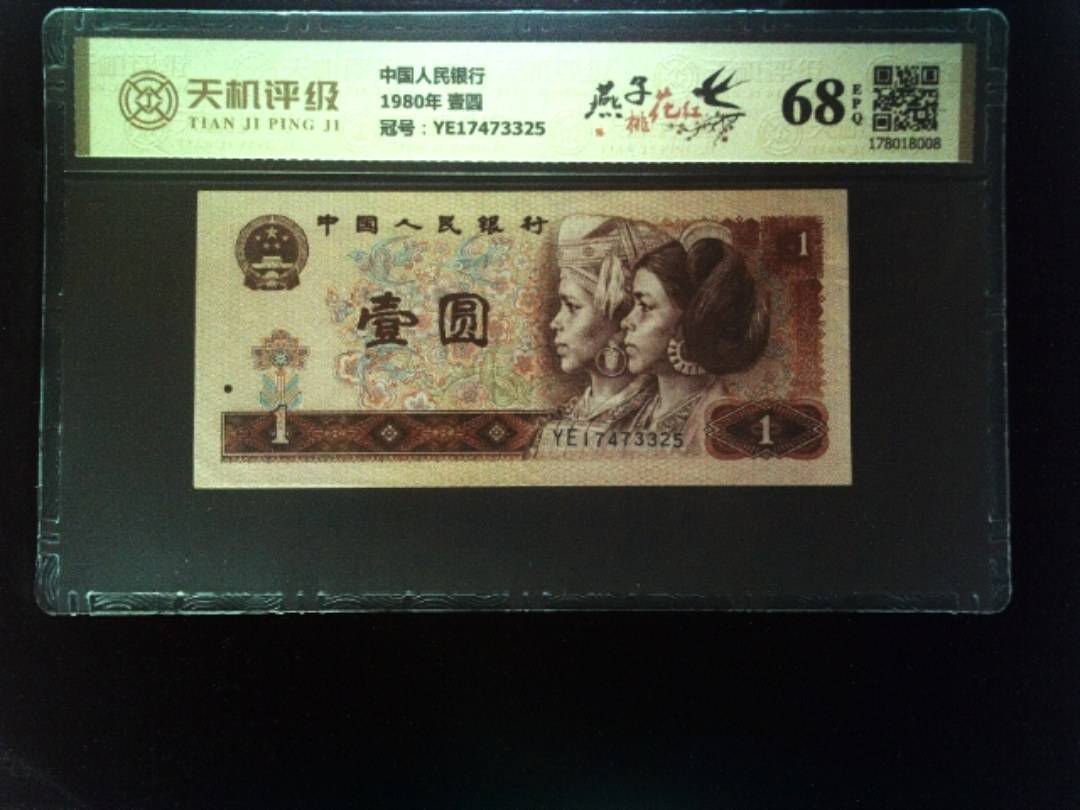 天机评级
TIAN JI PING JI
中国人民银行
1980年 壹圆
冠号：YE17473325
燕子
桃花红
68
EPQ
178018008
中国人民银行
1
壹圆
1
YE17473325
1